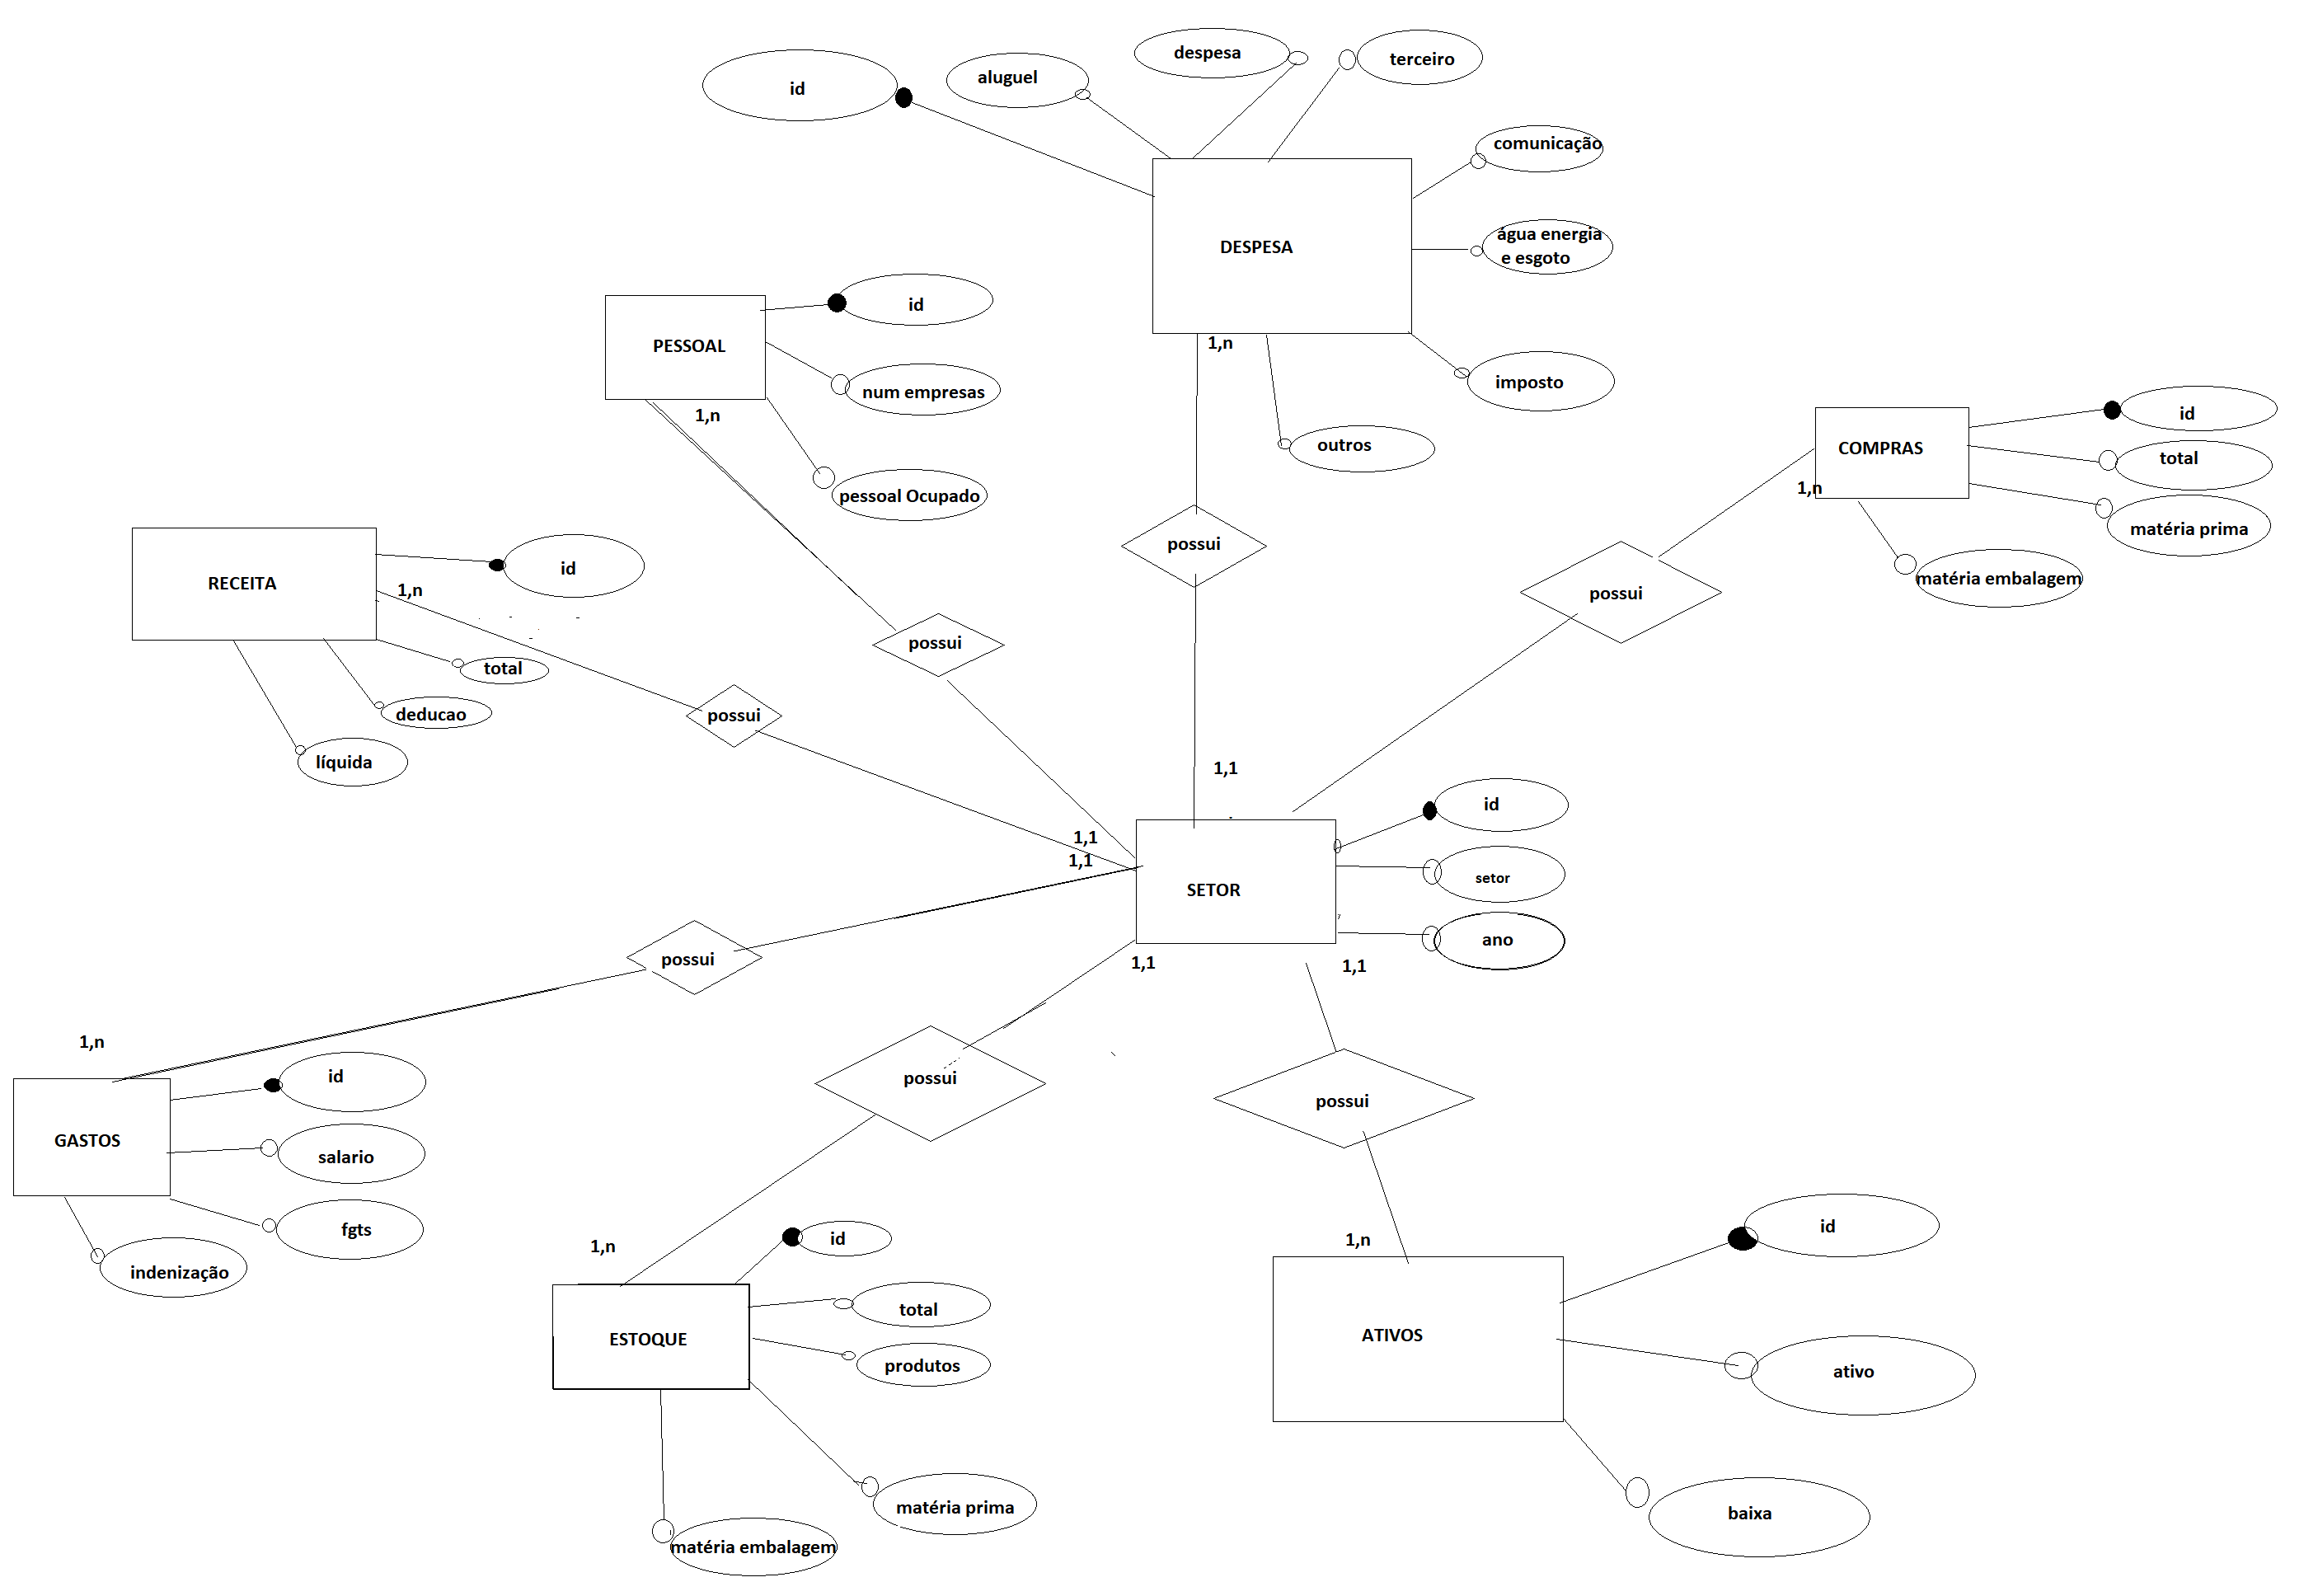 despesa
terceiro
aluguel
id
comunicação
água energia
e esgoto
DESPESA
id
PESSOAL
1,n
imposto
num empresas
1,n
id
outros
COMPRAS
total
1,n
pessoal Ocupado
matéria prima
possui
id
matéria embalagem
RECEITA
1,n
possui
possui
total
deducao
possui
líquida
1,1
id
1,1
1,1
setor
SETOR
ano
possui
1,1
1,1
1,n
id
possui
possui
GASTOS
salario
id
fgts
id
1,n
1,n
indenização
total
ESTOQUE
ATIVOS
produtos
ativo
matéria prima
baixa
matéria embalagem